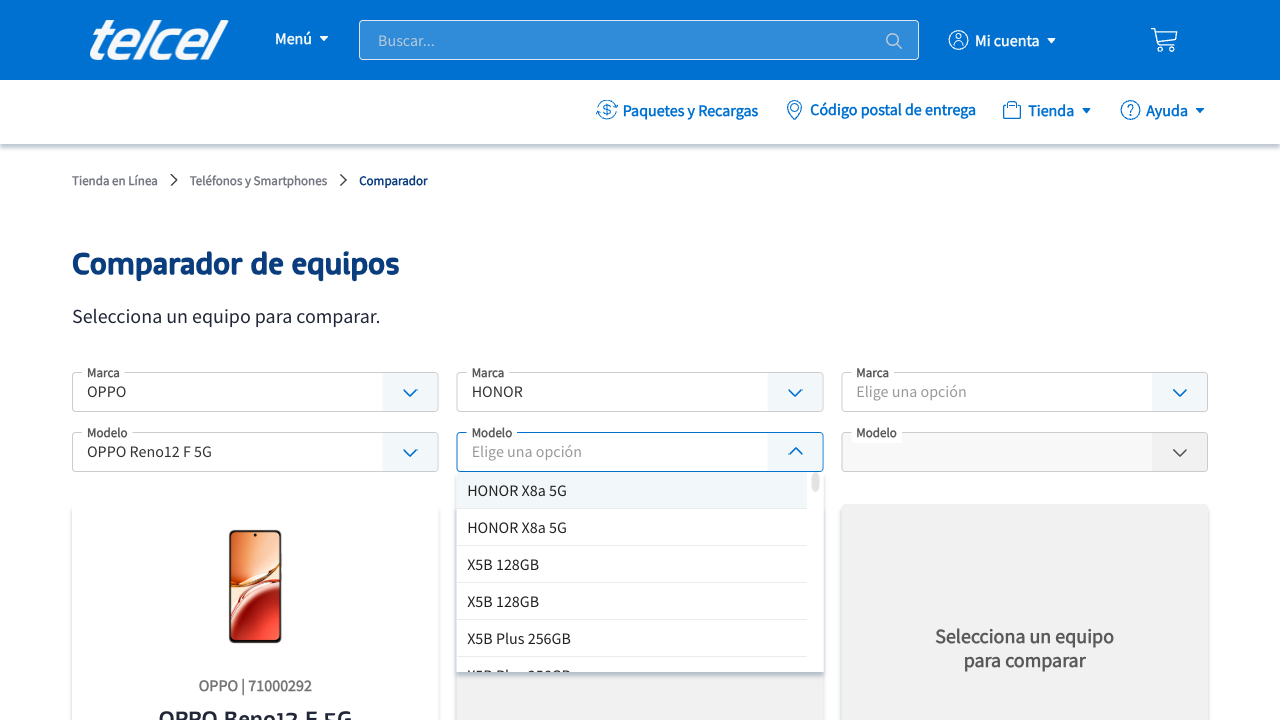 telcel
Menú
Buscar...
Mi cuenta
Paquetes y Recargas
Código postal de entrega
Tienda
Ayuda
Tienda en Línea
Teléfonos y Smartphones
Comparador
Comparador de equipos
Selecciona un equipo para comparar.
Marca
OPPO
Marca
HONOR
Marca
Elige una opción
Modelo
OPPO Reno12 F 5G
Modelo
Elige una opción
Modelo
HONOR X8a 5G
HONOR X8a 5G
X5B 128GB
X5B 128GB
X5B Plus 256GB
X5B Plus 256GB
OPPO | 71000292
OPPO Reno12 F 5G
Selecciona un equipo
para comparar